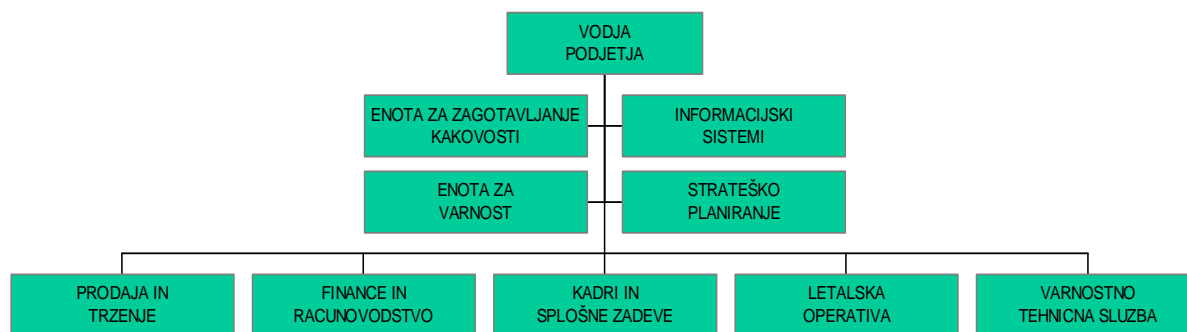 VODJA
PODJETJA
ENOTA ZA ZAGOTAVLJANJE
KAKOVOSTI
INFORMACIJSKI
SISTEMI
ENOTA ZA
VARNOST
STRATEŠKO
PLANIRANJE
PRODAJA IN
TRZENJE
FINANCE IN
RACUNOVODSTVO
KADRI IN
SPLOŠNE ZADEVE
LETALSKA
OPERATIVA
VARNOSTNO
TEHNICNA SLUZBA